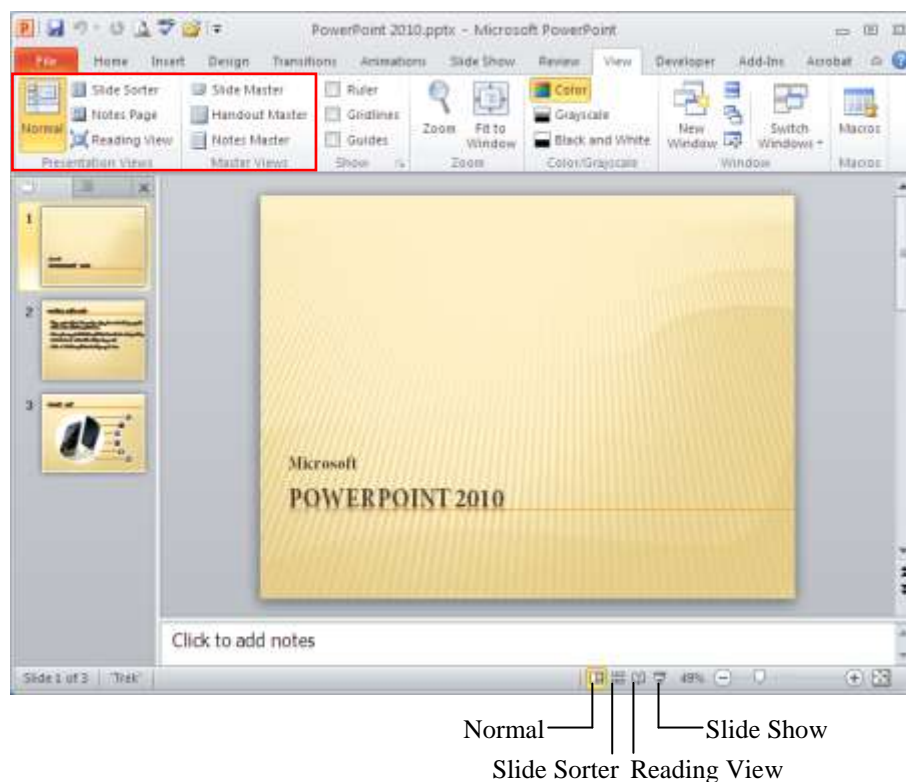 PowerPoint 2010.pptx - Microsoft PowerPoint
File Home Insert Design Transitions Animations Slide Show Review View Developer Add-Ins Acrobat
Normal
Slide Sorter
Notes Page
Reading View
Presentation Views
Slide Master
Handout Master
Notes Master
Master Views
Ruler
Gridlines
Guides
Show
Zoom
Fit to
Window
Zoom
Color
Grayscale
Black and White
Color/Grayscale
New
Window
Switch
Windows
Window
Macros
Macros
1
2
3
Microsoft
POWERPOINT 2010
Click to add notes
Slide 1 of 3 "Trek" 49%
Normal Slide Show
Slide Sorter Reading View